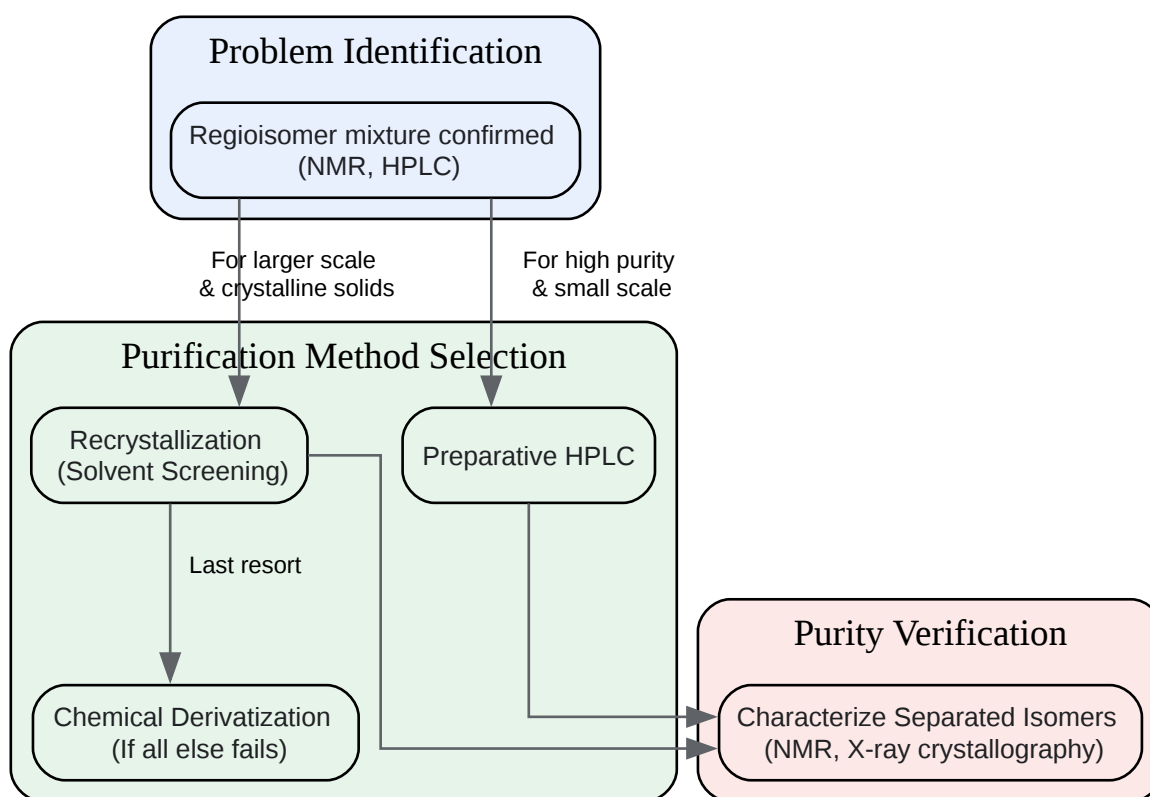 Problem Identification
Regioisomer mixture confirmed
(NMR, HPLC)
For larger scale
& crystalline solids
For high purity
& small scale
Purification Method Selection
Recrystallization
(Solvent Screening)
Preparative HPLC
Last resort
Chemical Derivatization
(If all else fails)
Purity Verification
Characterize Separated Isomers
(NMR, X-ray crystallography)